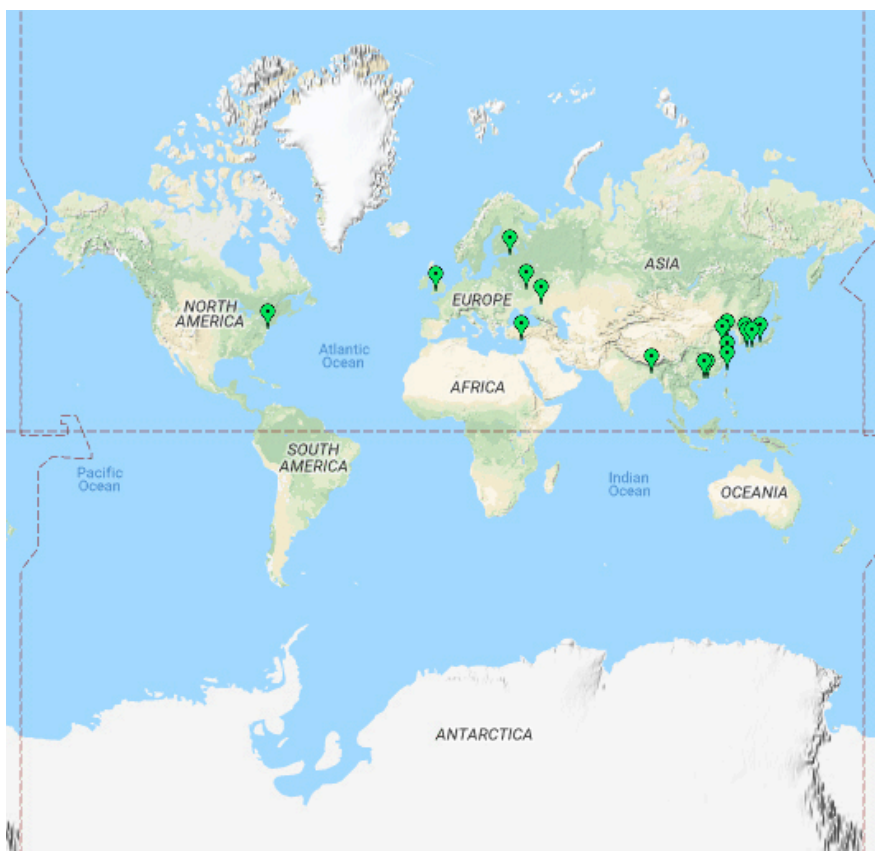 ASIA
EUROPE
NORTH
AMERICA
Atlantic
Ocean
AFRICA
SOUTH
AMERICA
Pacific
Ocean
Indian
Ocean
OCEANIA
ANTARCTICA